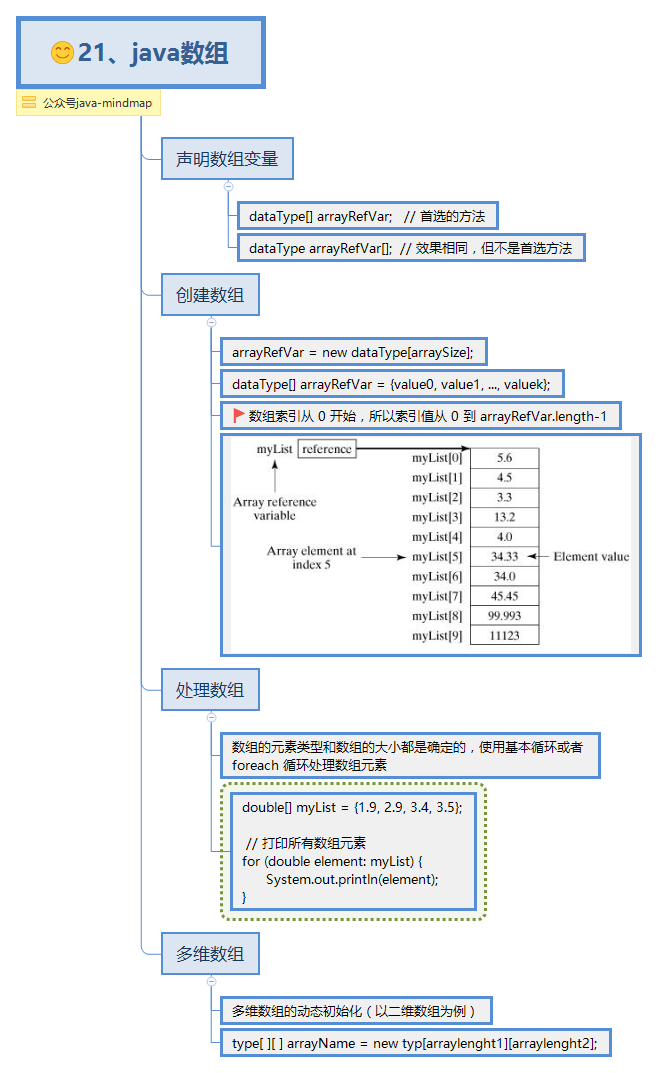 21、java数组
公众号java-mindmap
声明数组变量
dataType[] arrayRefVar;   // 首选的方法
dataType arrayRefVar[];  // 效果相同，但不是首选方法
创建数组
arrayRefVar = new dataType[arraySize];
dataType[] arrayRefVar = {value0, value1, ..., valuek};
数组索引从 0 开始，所以索引值从 0 到 arrayRefVar.length-1
myList reference
Array reference
variable
myList[0] 5.6
myList[1] 4.5
myList[2] 3.3
myList[3] 13.2
myList[4] 4.0
Array element at
index 5
myList[5] 34.33 Element value
myList[6] 34.0
myList[7] 45.45
myList[8] 99.993
myList[9] 11123
处理数组
数组的元素类型和数组的大小都是确定的，使用基本循环或者
foreach 循环处理数组元素
double[] myList = {1.9, 2.9, 3.4, 3.5};
// 打印所有数组元素
for (double element: myList) {
System.out.println(element);
}
多维数组
多维数组的动态初始化（以二维数组为例）
type[ ][ ] arrayName = new typ[arraylenght1][arraylenght2];